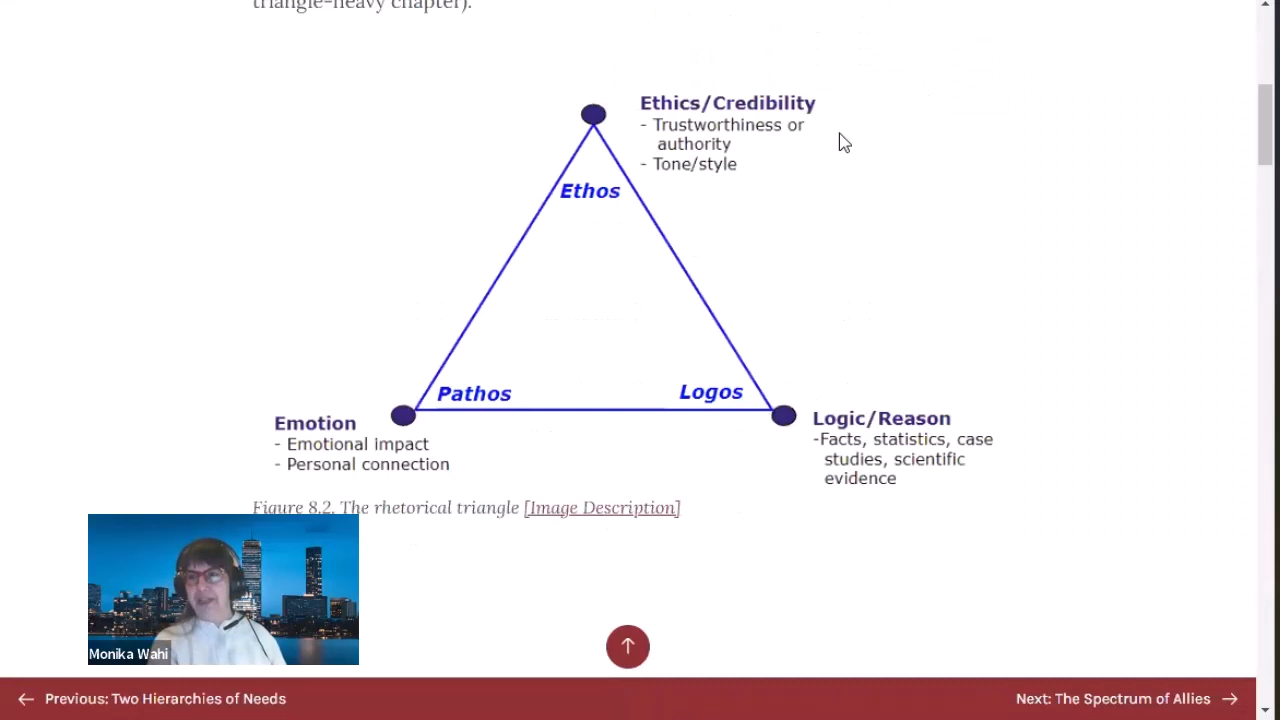 triangle-heavy chapter).
Ethics/Credibility
- Trustworthiness or
authority
- Tone/style
Ethos
Pathos
Logos
Emotion
- Emotional impact
- Personal connection
Logic/Reason
-Facts, statistics, case
studies, scientific
evidence
Figure 8.2. The rhetorical triangle [Image Description]
Monika Wahi
← Previous: Two Hierarchies of Needs
Next: The Spectrum of Allies →